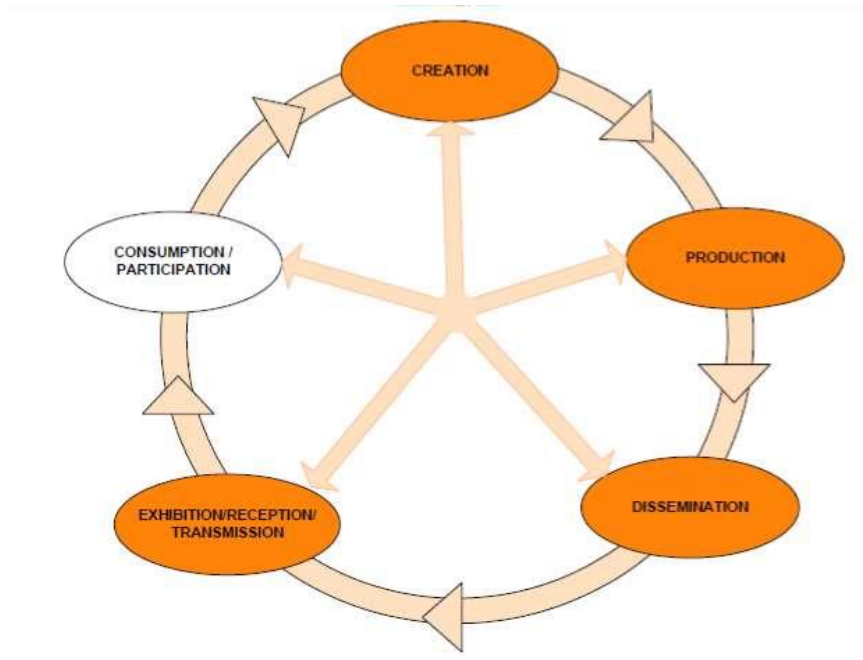 CREATION
PRODUCTION
DISSEMINATION
EXHIBITION/RECEPTION/
TRANSMISSION
CONSUMPTION /
PARTICIPATION